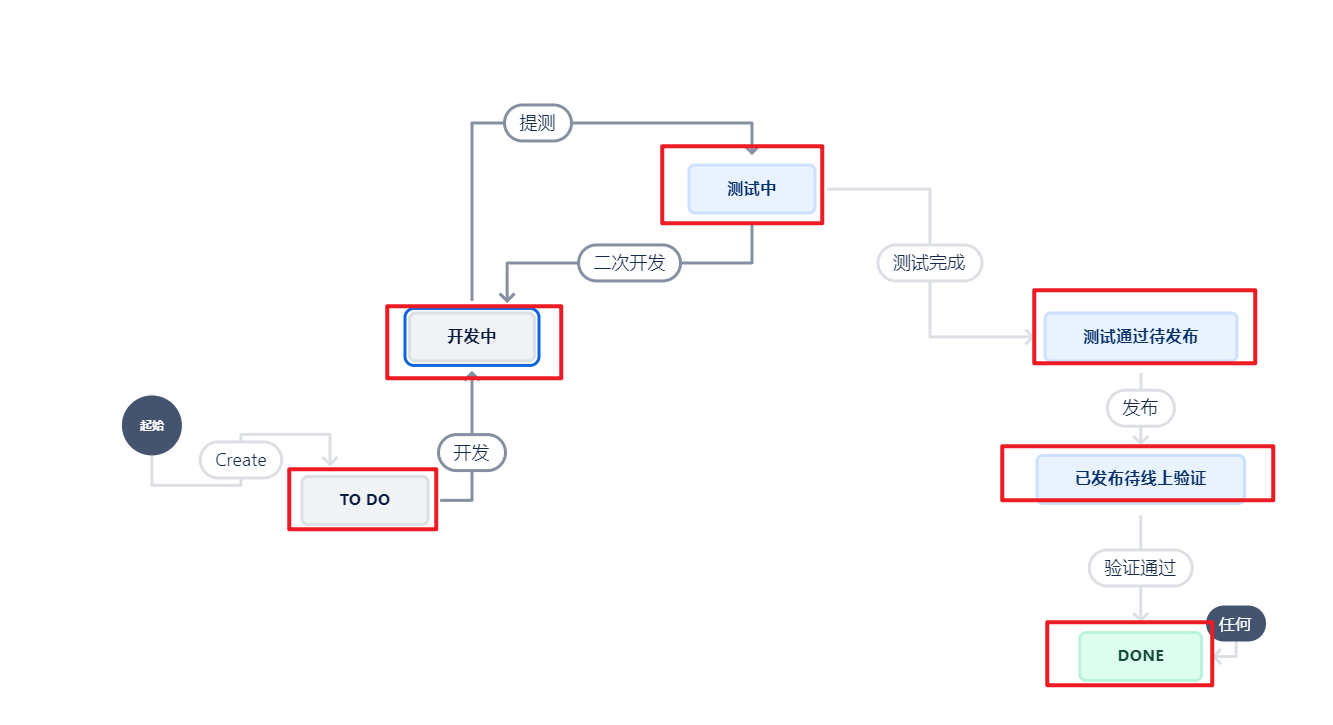 提测
测试中
二次开发
测试完成
开发中
测试通过待发布
发布
起始
Create
开发
TO DO
已发布待线上验证
验证通过
任何
DONE